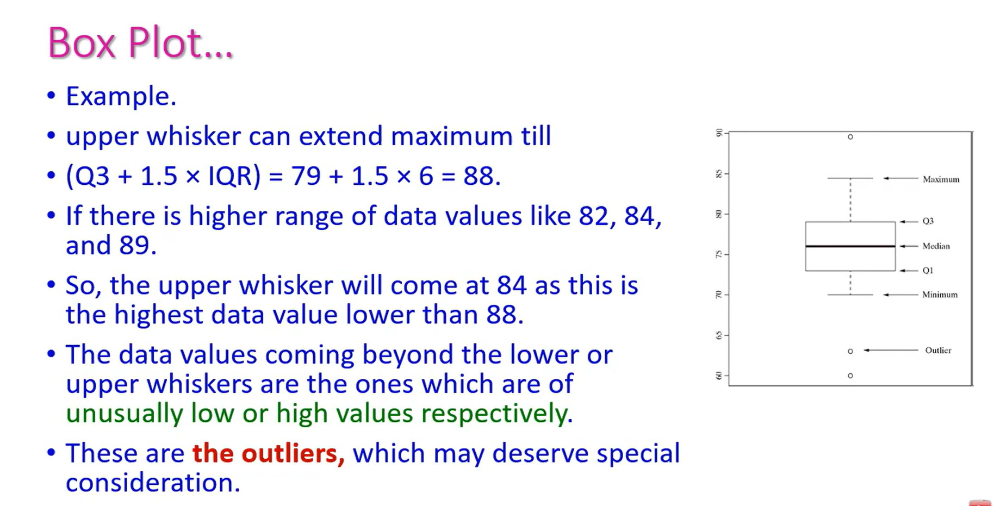 Box Plot...
• Example.
• upper whisker can extend maximum till
• (Q3 + 1.5 × IQR) = 79 + 1.5 × 6 = 88.
• If there is higher range of data values like 82, 84,
and 89.
• So, the upper whisker will come at 84 as this is
the highest data value lower than 88.
• The data values coming beyond the lower or
upper whiskers are the ones which are of
unusually low or high values respectively.
• These are the outliers, which may deserve special
consideration.
90
85
Maximum
80
Q3
Median
75
Q1
70
Minimum
65
Outlier
60